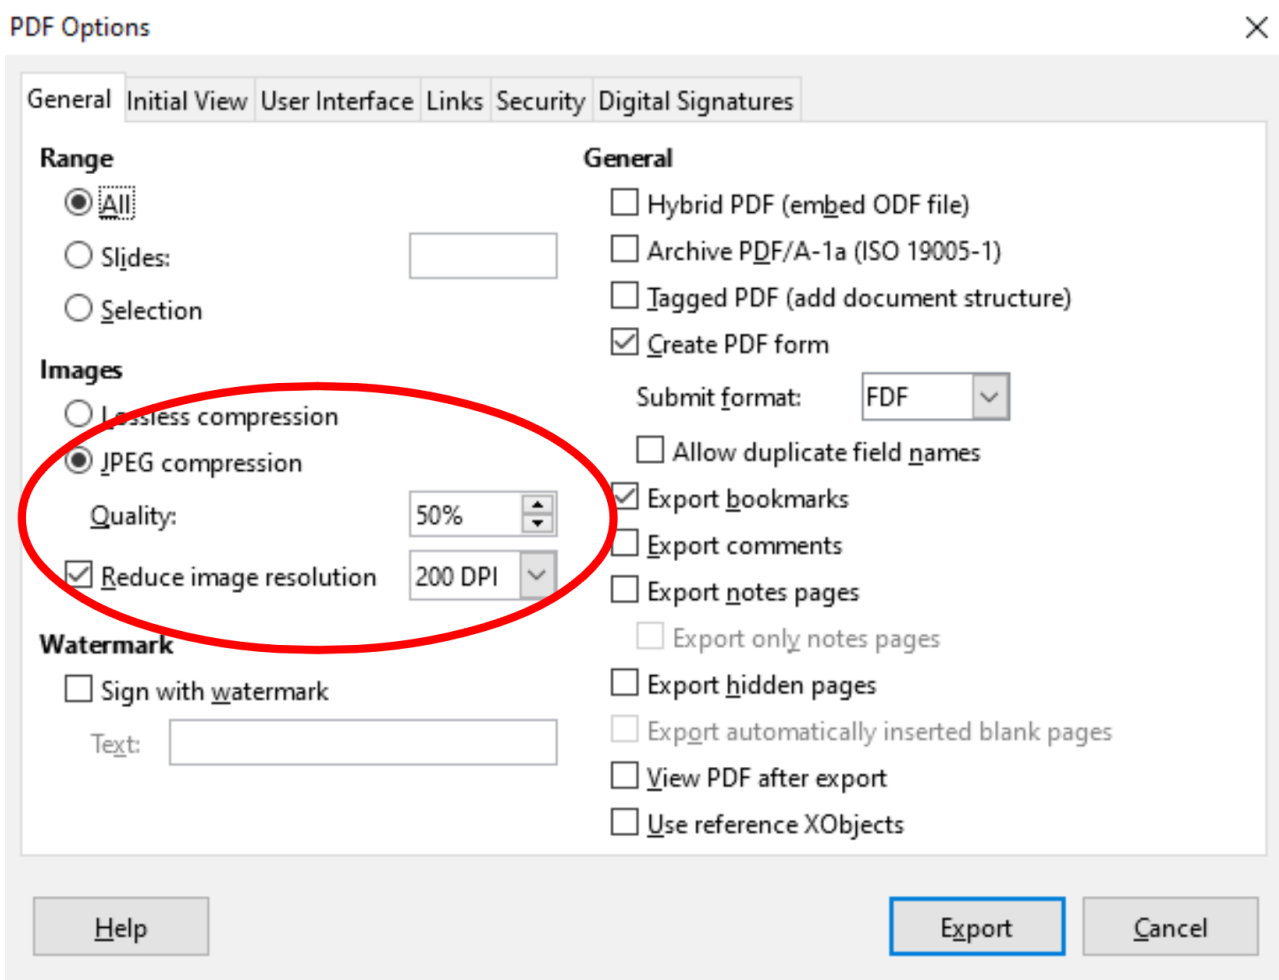 PDF Options
General Initial View User Interface Links Security Digital Signatures
Range
All
Slides:
Selection
Images
Lossless compression
JPEG compression
Quality: 50%
Reduce image resolution 200 DPI
Watermark
Sign with watermark
Text:
General
Hybrid PDF (embed ODF file)
Archive PDF/A-1a (ISO 19005-1)
Tagged PDF (add document structure)
Create PDF form
Submit format: FDF
Allow duplicate field names
Export bookmarks
Export comments
Export notes pages
Export only notes pages
Export hidden pages
Export automatically inserted blank pages
View PDF after export
Use reference XObjects
Help Export Cancel